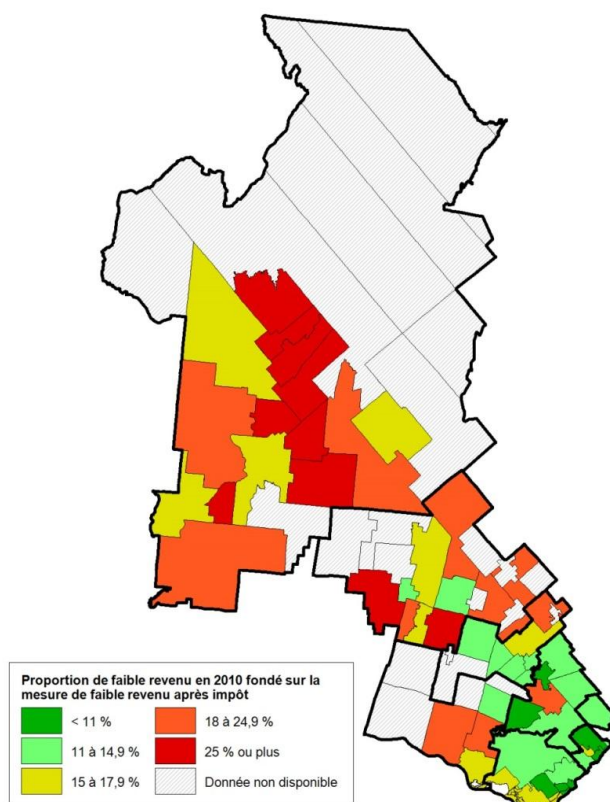 Proportion de faible revenu en 2010 fondé sur la
mesure de faible revenu après impôt
< 11 %
18 à 24,9 %
11 à 14,9 %
25 % ou plus
15 à 17,9 %
Donnée non disponible